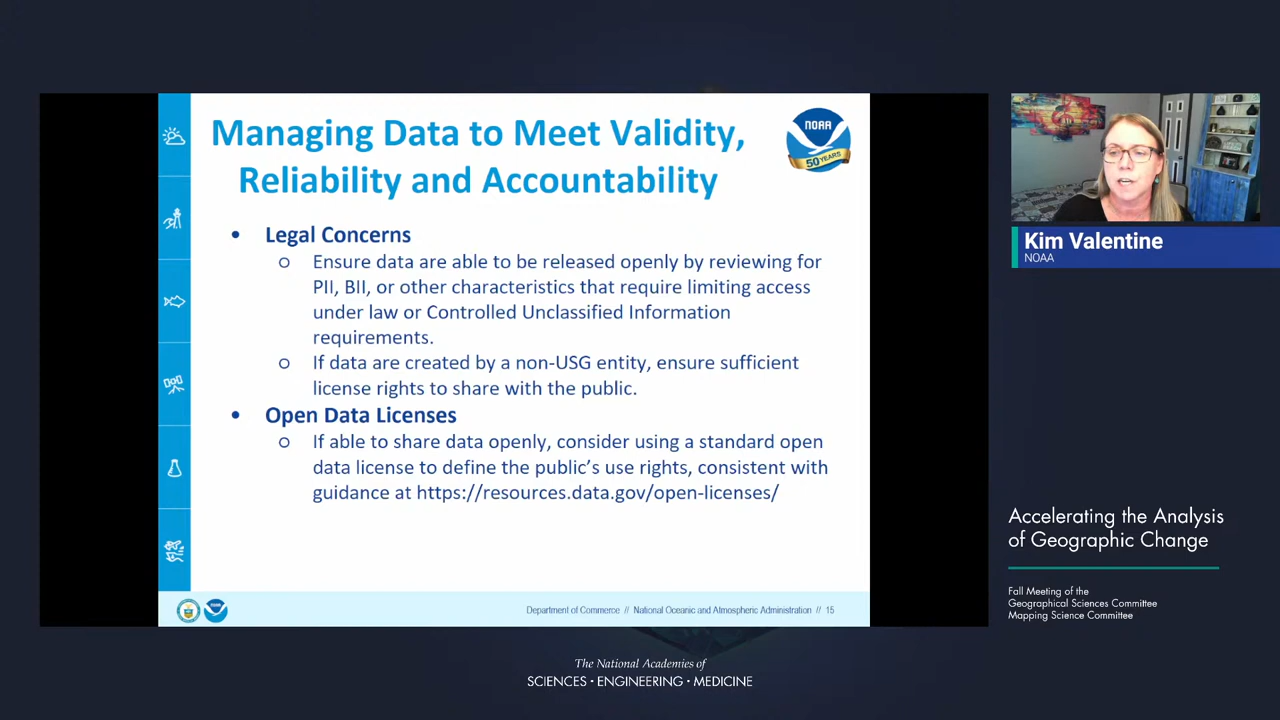 Managing Data to Meet Validity,
Reliability and Accountability
NOAA
50 YEARS
• Legal Concerns
○ Ensure data are able to be released openly by reviewing for
PII, BII, or other characteristics that require limiting access
under law or Controlled Unclassified Information
requirements.
○ If data are created by a non-USG entity, ensure sufficient
license rights to share with the public.
• Open Data Licenses
○ If able to share data openly, consider using a standard open
data license to define the public's use rights, consistent with
guidance at https://resources.data.gov/open-licenses/
NOAA
Department of Commerce // National Oceanic and Atmospheric Administration // 15
Kim Valentine
NOAA
Accelerating the Analysis
of Geographic Change
Fall Meeting of the
Geographical Sciences Committee
Mapping Science Committee
The National Academies of
SCIENCES • ENGINEERING • MEDICINE